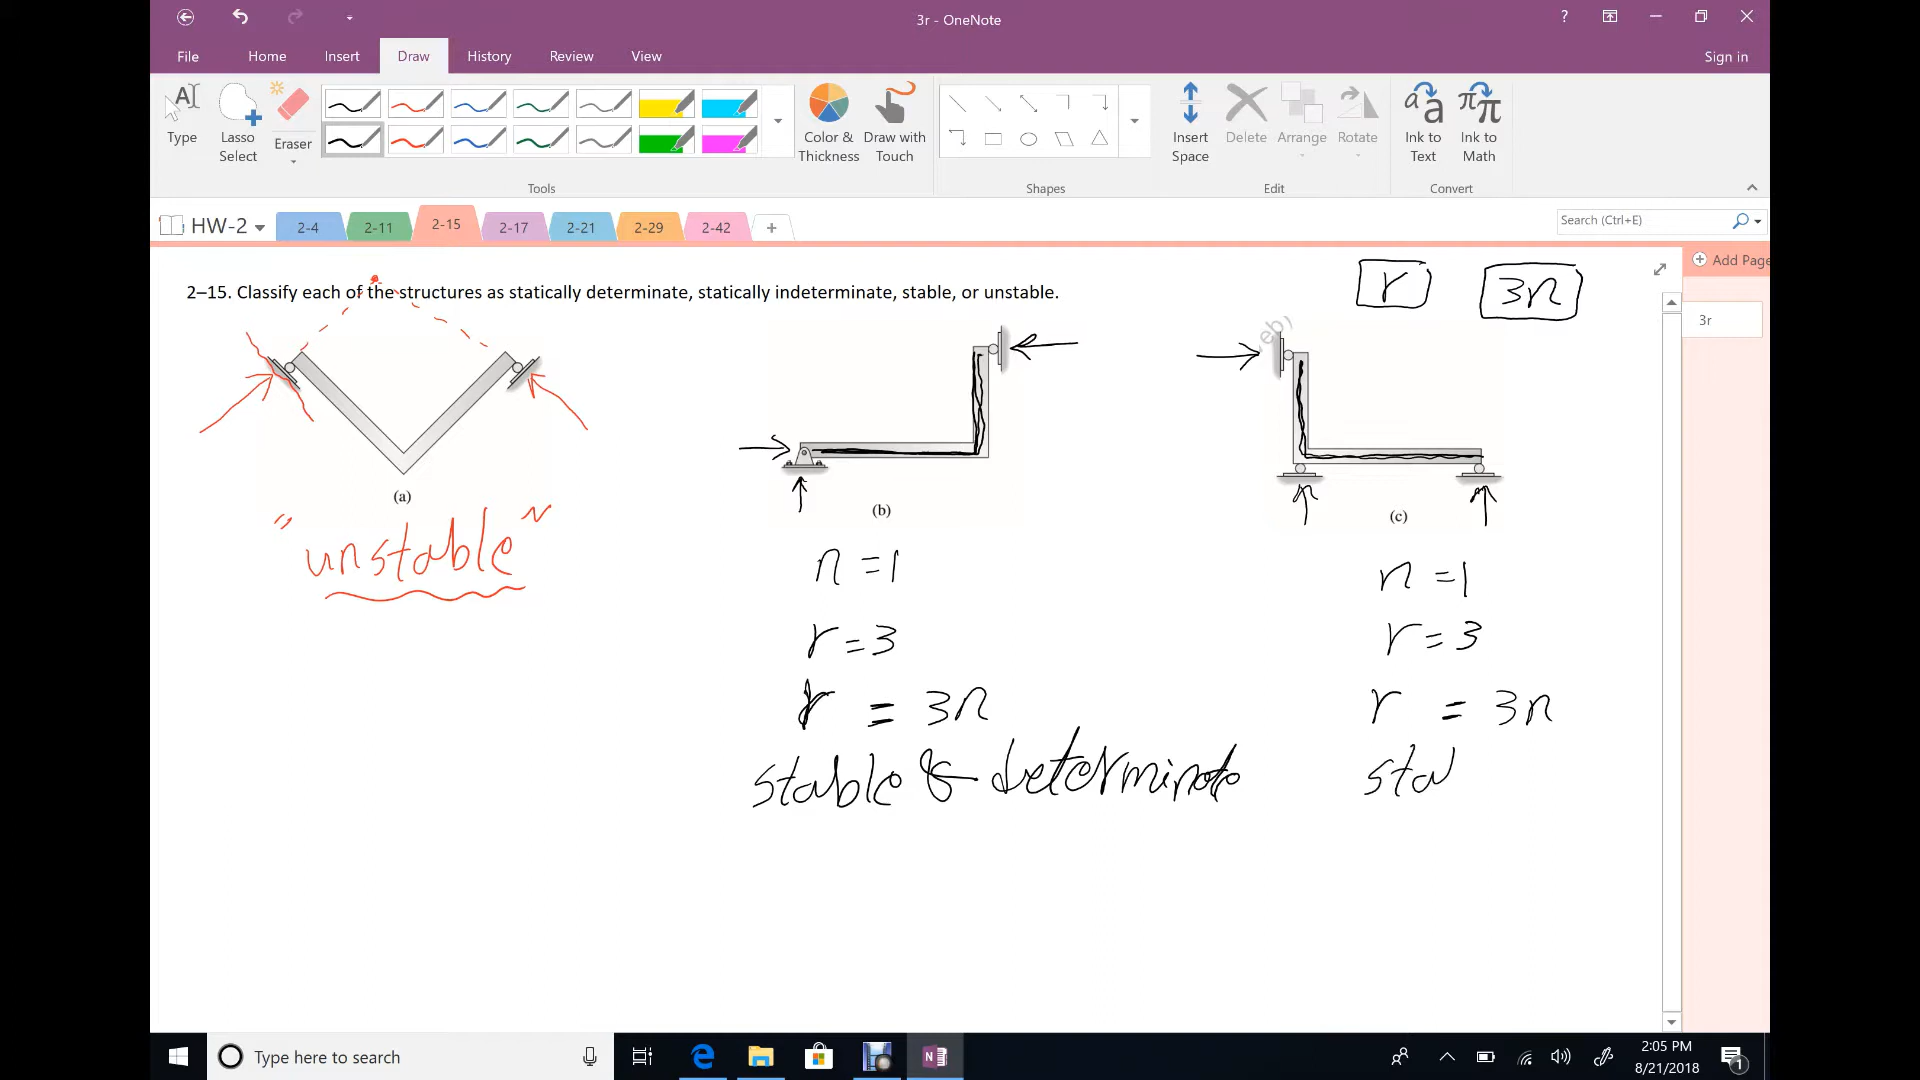 3r - OneNote
?
File Home Insert Draw History Review View
Sign in
Type
Lasso Select
Eraser
Color & Thickness
Draw with Touch
Insert Space
Delete
Arrange
Rotate
Ink to Text
Ink to Math
Tools
Shapes
Edit
Convert
HW-2
2-4 2-11 2-15 2-17 2-21 2-29 2-42 +
Search (Ctrl+E)
Add Page
3r
2–15. Classify each of the structures as statically determinate, statically indeterminate, stable, or unstable.
r 3n
eb)
(a)
(b)
(c)
"unstable"
n = 1
r = 3
r = 3n
stable & determinate
n = 1
r = 3
r = 3n
sta
Type here to search
2:05 PM
8/21/2018
1